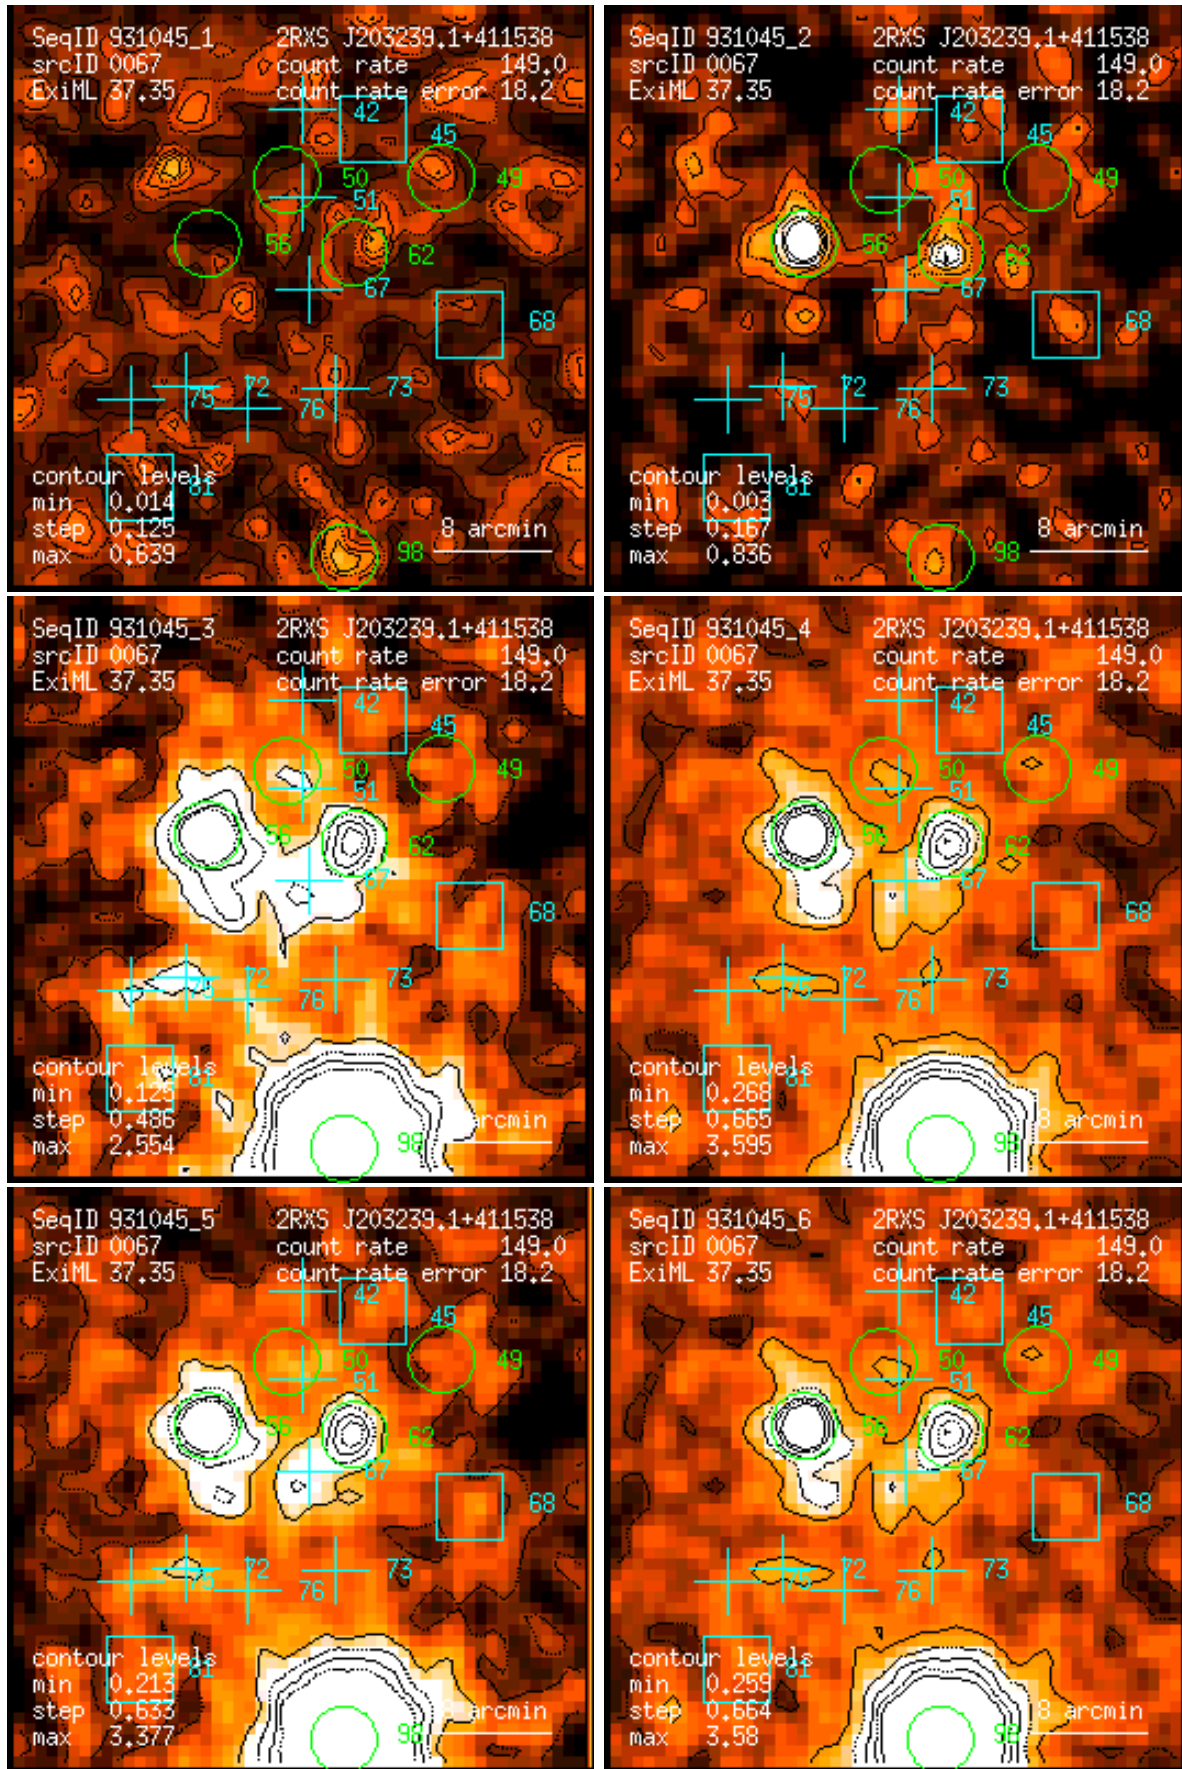 SeqID 931045_1 2RXS J203239.1+411538
srcID 0067 count rate 149.0
ExiML 37.35 count rate error 18.2
42
45
50 49
51
56 62
67
68
75 72 76 73
contour levels
81
min 0.014
step 0.125 8 arcmin
max 0.639 98
SeqID 931045_2 2RXS J203239.1+411538
srcID 0067 count rate 149.0
ExiML 37.35 count rate error 18.2
42
45
50 49
51
56 62
67
68
75 72 76 73
contour levels
81
min 0.003
step 0.167 8 arcmin
max 0.836 98
SeqID 931045_3 2RXS J203239.1+411538
srcID 0067 count rate 149.0
ExiML 37.35 count rate error 18.2
42
45
50 49
51
56 62
67
68
75 72 76 73
contour levels
81
min 0.125
step 0.486 arcmin
max 2.554 98
SeqID 931045_4 2RXS J203239.1+411538
srcID 0067 count rate 149.0
ExiML 37.35 count rate error 18.2
42
45
50 49
51
56 62
67
68
75 72 76 73
contour levels
81
min 0.268
step 0.665 8 arcmin
max 3.595 98
SeqID 931045_5 2RXS J203239.1+411538
srcID 0067 count rate 149.0
ExiML 37.35 count rate error 18.2
42
45
50 49
51
56 62
67
68
75 72 76 73
contour levels
81
min 0.213
step 0.633 8 arcmin
max 3.377 98
SeqID 931045_6 2RXS J203239.1+411538
srcID 0067 count rate 149.0
ExiML 37.35 count rate error 18.2
42
45
50 49
51
56 62
67
68
75 72 76 73
contour levels
81
min 0.259
step 0.664 8 arcmin
max 3.58 98